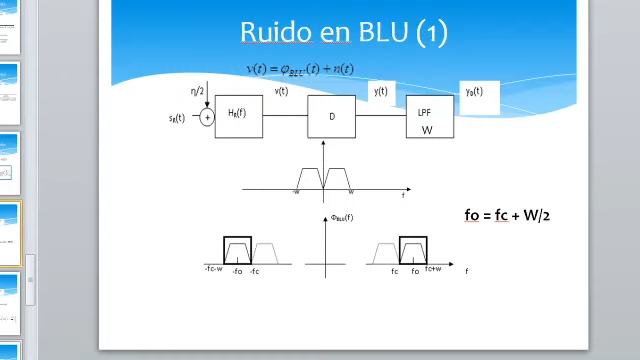 Ruido en BLU (1)
v(t) = φBLU(t) + n(t)
η/2
v(t)
y(t)
yD(t)
sR(t)
+
HR(f)
D
LPF
W
-w
w
f
ΦBLU(f)
fo = fc + W/2
-fc-w
-fo
-fc
fc
fo
fc+w
f